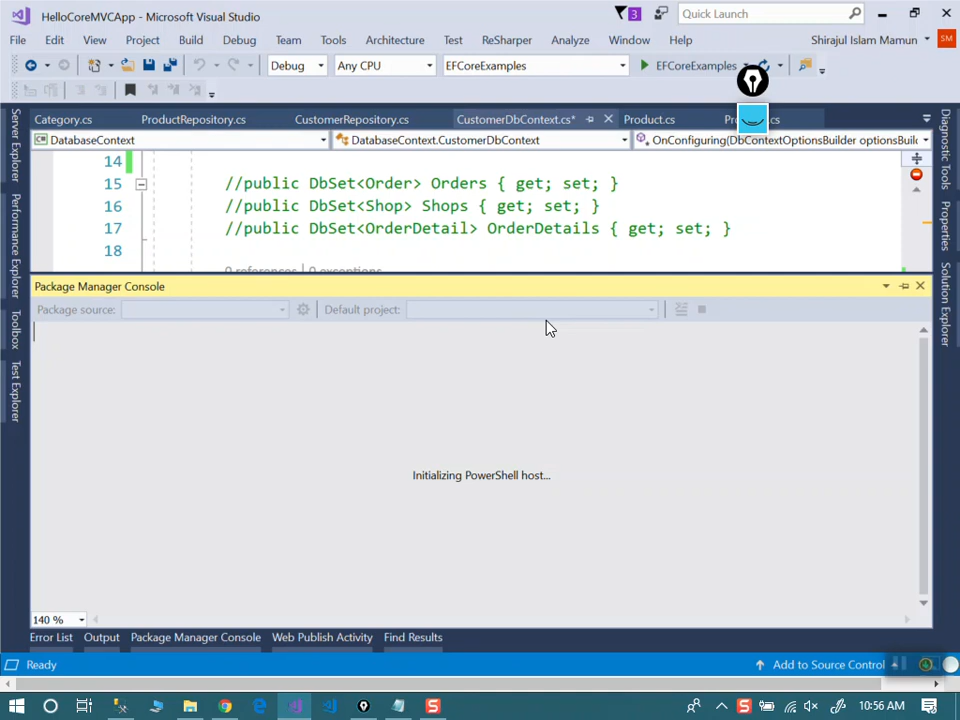 HelloCoreMVCApp - Microsoft Visual Studio
3
Quick Launch
File Edit View Project Build Debug Team Tools Architecture Test ReSharper Analyze Window Help
Shirajul Islam Mamun
SM
Debug
Any CPU
EFCoreExamples
EFCoreExamples
Category.cs
ProductRepository.cs
CustomerRepository.cs
CustomerDbContext.cs*
Product.cs
DatabaseContext
DatabaseContext.CustomerDbContext
OnConfiguring(DbContextOptionsBuilder optionsBuil
14
15 //public DbSet<Order> Orders { get; set; }
16 //public DbSet<Shop> Shops { get; set; }
17 //public DbSet<OrderDetail> OrderDetails { get; set; }
18
0 references | 0 exceptions
Server Explorer
Performance Explorer
Toolbox
Test Explorer
Diagnostic Tools
Properties
Solution Explorer
Package Manager Console
Package source:
Default project:
Initializing PowerShell host...
140 %
Error List
Output
Package Manager Console
Web Publish Activity
Find Results
Ready
Add to Source Control
10:56 AM